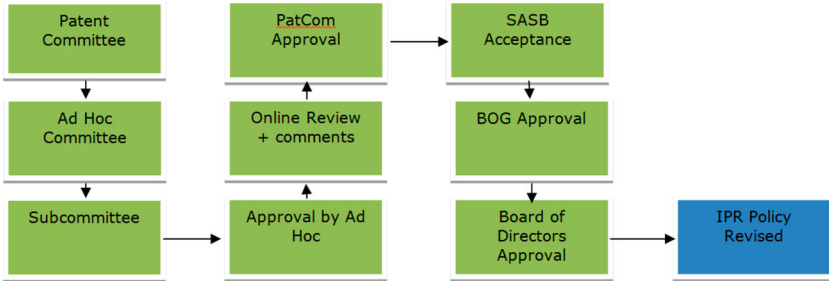 Patent
Committee
Ad Hoc
Committee
Subcommittee
Approval by Ad
Hoc
Online Review
+ comments
PatCom
Approval
SASB
Acceptance
BOG Approval
Board of
Directors
Approval
IPR Policy
Revised